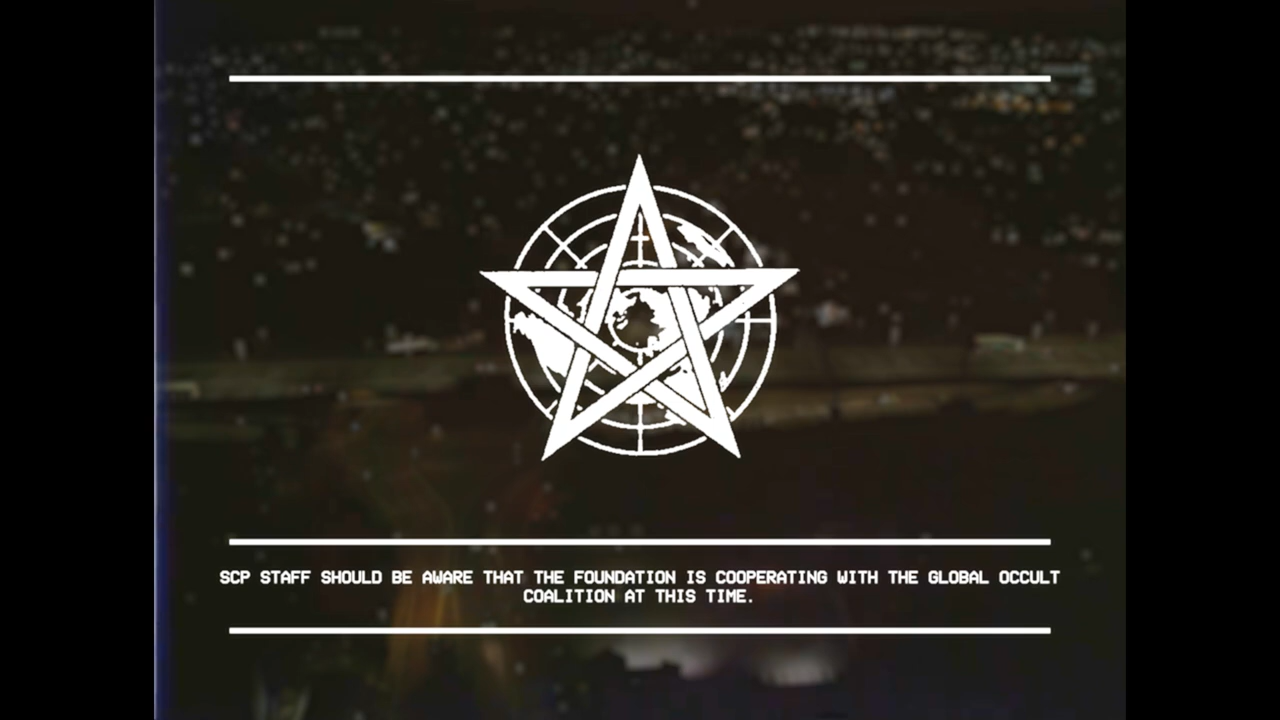 SCP STAFF SHOULD BE AWARE THAT THE FOUNDATION IS COOPERATING WITH THE GLOBAL OCCULT
COALITION AT THIS TIME.